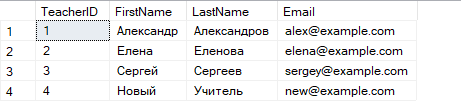 TeacherID FirstName LastName Email
1 1 Александр Александров alex@example.com
2 2 Елена Еленова elena@example.com
3 3 Сергей Сергеев sergey@example.com
4 4 Новый Учитель new@example.com